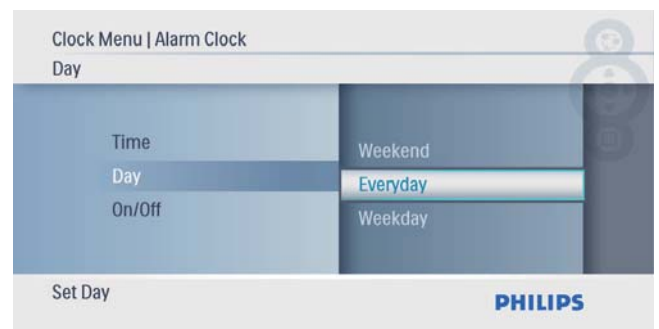 Clock Menu | Alarm Clock
Day
Time
Day
On/Off
Weekend
Everyday
Weekday
Set Day
PHILIPS